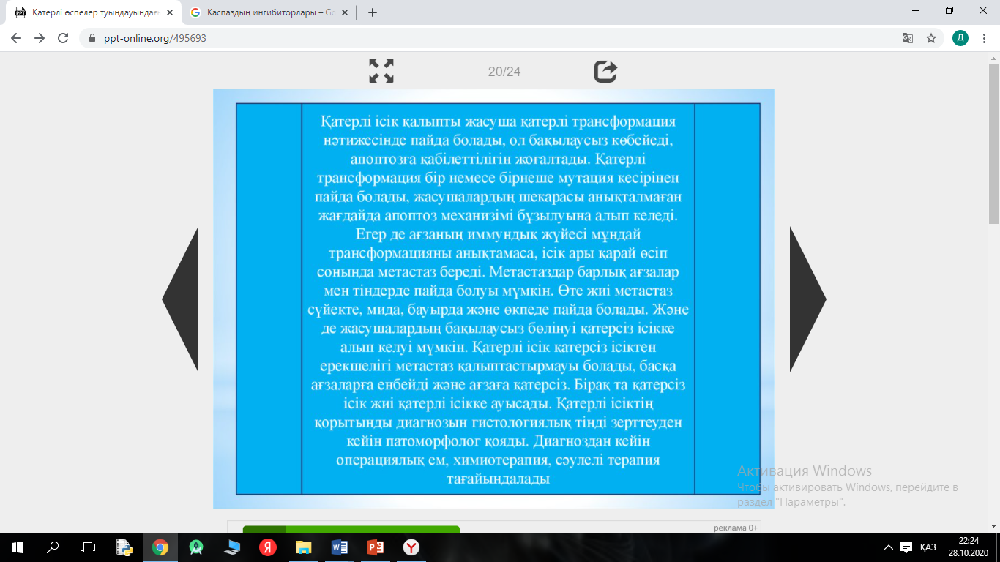 Қатерлі өспелер туындауындағы
Каспаздың ингибиторлары – Go
ppt-online.org/495693
Д
20/24
Қатерлі ісік қалыпты жасуша қатерлі трансформация
нәтижесінде пайда болады, ол бақылаусыз көбейеді,
апоптозға қабілеттілігін жоғалтады. Қатерлі
трансформация бір немесе бірнеше мутация кесірінен
пайда болады, жасушалардың шекарасы анықталмаған
жағдайда апоптоз механизімі бұзылуына алып келеді.
Егер де ағзаның иммундық жүйесі мұндай
трансформацияны анықтамаса, ісік ары қарай өсіп
сонында метастаз береді. Метастаздар барлық ағзалар
мен тіндерде пайда болуы мүмкін. Өте жиі метастаз
сүйекте, мида, бауырда және өкпеде пайда болады. Және
де жасушалардың бақылаусыз бөлінуі қатерсіз ісікке
алып келуі мүмкін. Қатерлі ісік қатерсіз ісіктен
ерекшелігі метастаз қалыптастырмауы болады, басқа
ағзаларға енбейді және ағзаға қатерсіз. Бірақ та қатерсіз
ісік жиі қатерлі ісікке ауысады. Қатерлі ісіктің
қорытынды диагнозын гистологиялық тінді зерттеуден
кейін патоморфолог қояды. Диагноздан кейін
операциялық ем, химиотерапия, сәулелі терапия
тағайындалады
Активация Windows
Чтобы активировать Windows, перейдите в
раздел "Параметры".
реклама 0+
ҚАЗ
22:24
28.10.2020